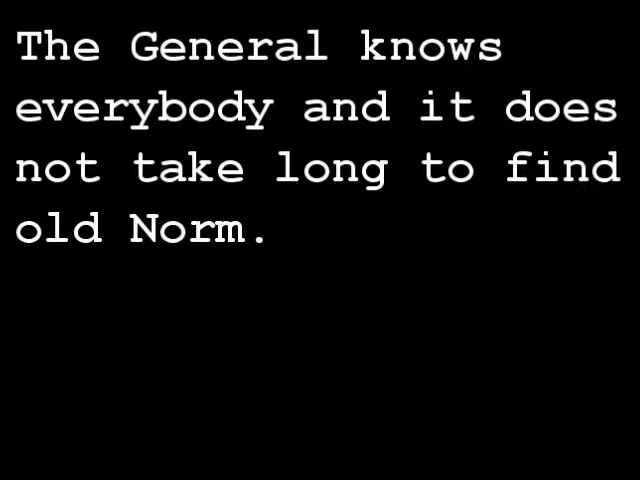 The General knows
everybody and it does
not take long to find
old Norm.